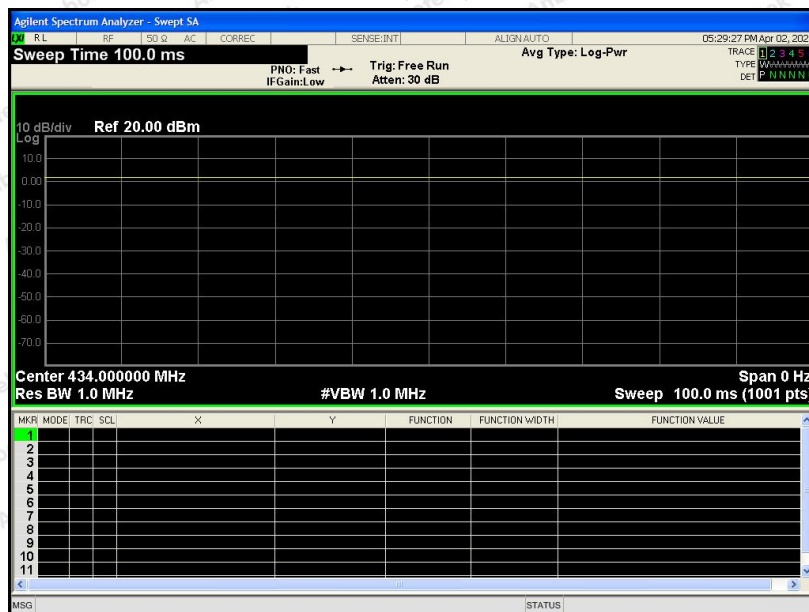 Agilent Spectrum Analyzer - Swept SA
LXI RL RF 50 Ω AC CORREC SENSE:INT ALIGN AUTO 05:29:27 PM Apr 02, 202
Sweep Time 100.0 ms
Avg Type: Log-Pwr
TRACE 1 2 3 4 5
PNO: Fast Trig: Free Run
TYPE W
IFGain:Low Atten: 30 dB
DET P N N N N
10 dB/div Ref 20.00 dBm
Log
10.0
0.00
-10.0
-20.0
-30.0
-40.0
-50.0
-60.0
-70.0
Center 434.000000 MHz Span 0 Hz
Res BW 1.0 MHz #VBW 1.0 MHz Sweep 100.0 ms (1001 pts)
MKR MODE TRC SCL X Y FUNCTION FUNCTION WIDTH FUNCTION VALUE
1
2
3
4
5
6
7
8
9
10
11
MSG STATUS